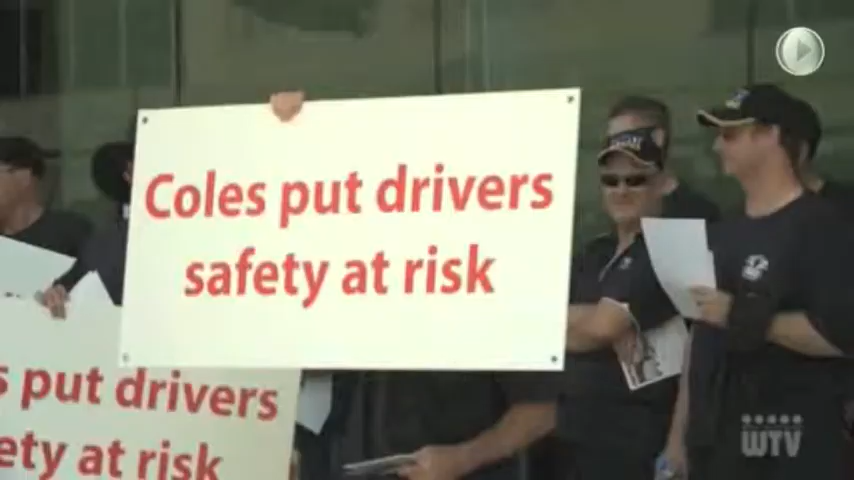 Coles put drivers
safety at risk
s put drivers
ety at risk
WTV